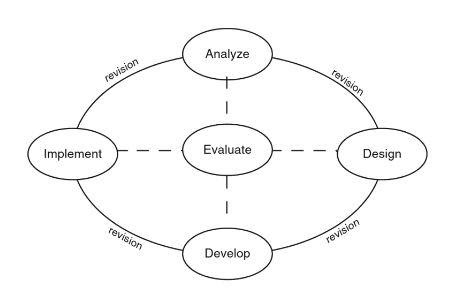 Analyze
revision
revision
Implement
Evaluate
Design
revision
revision
Develop